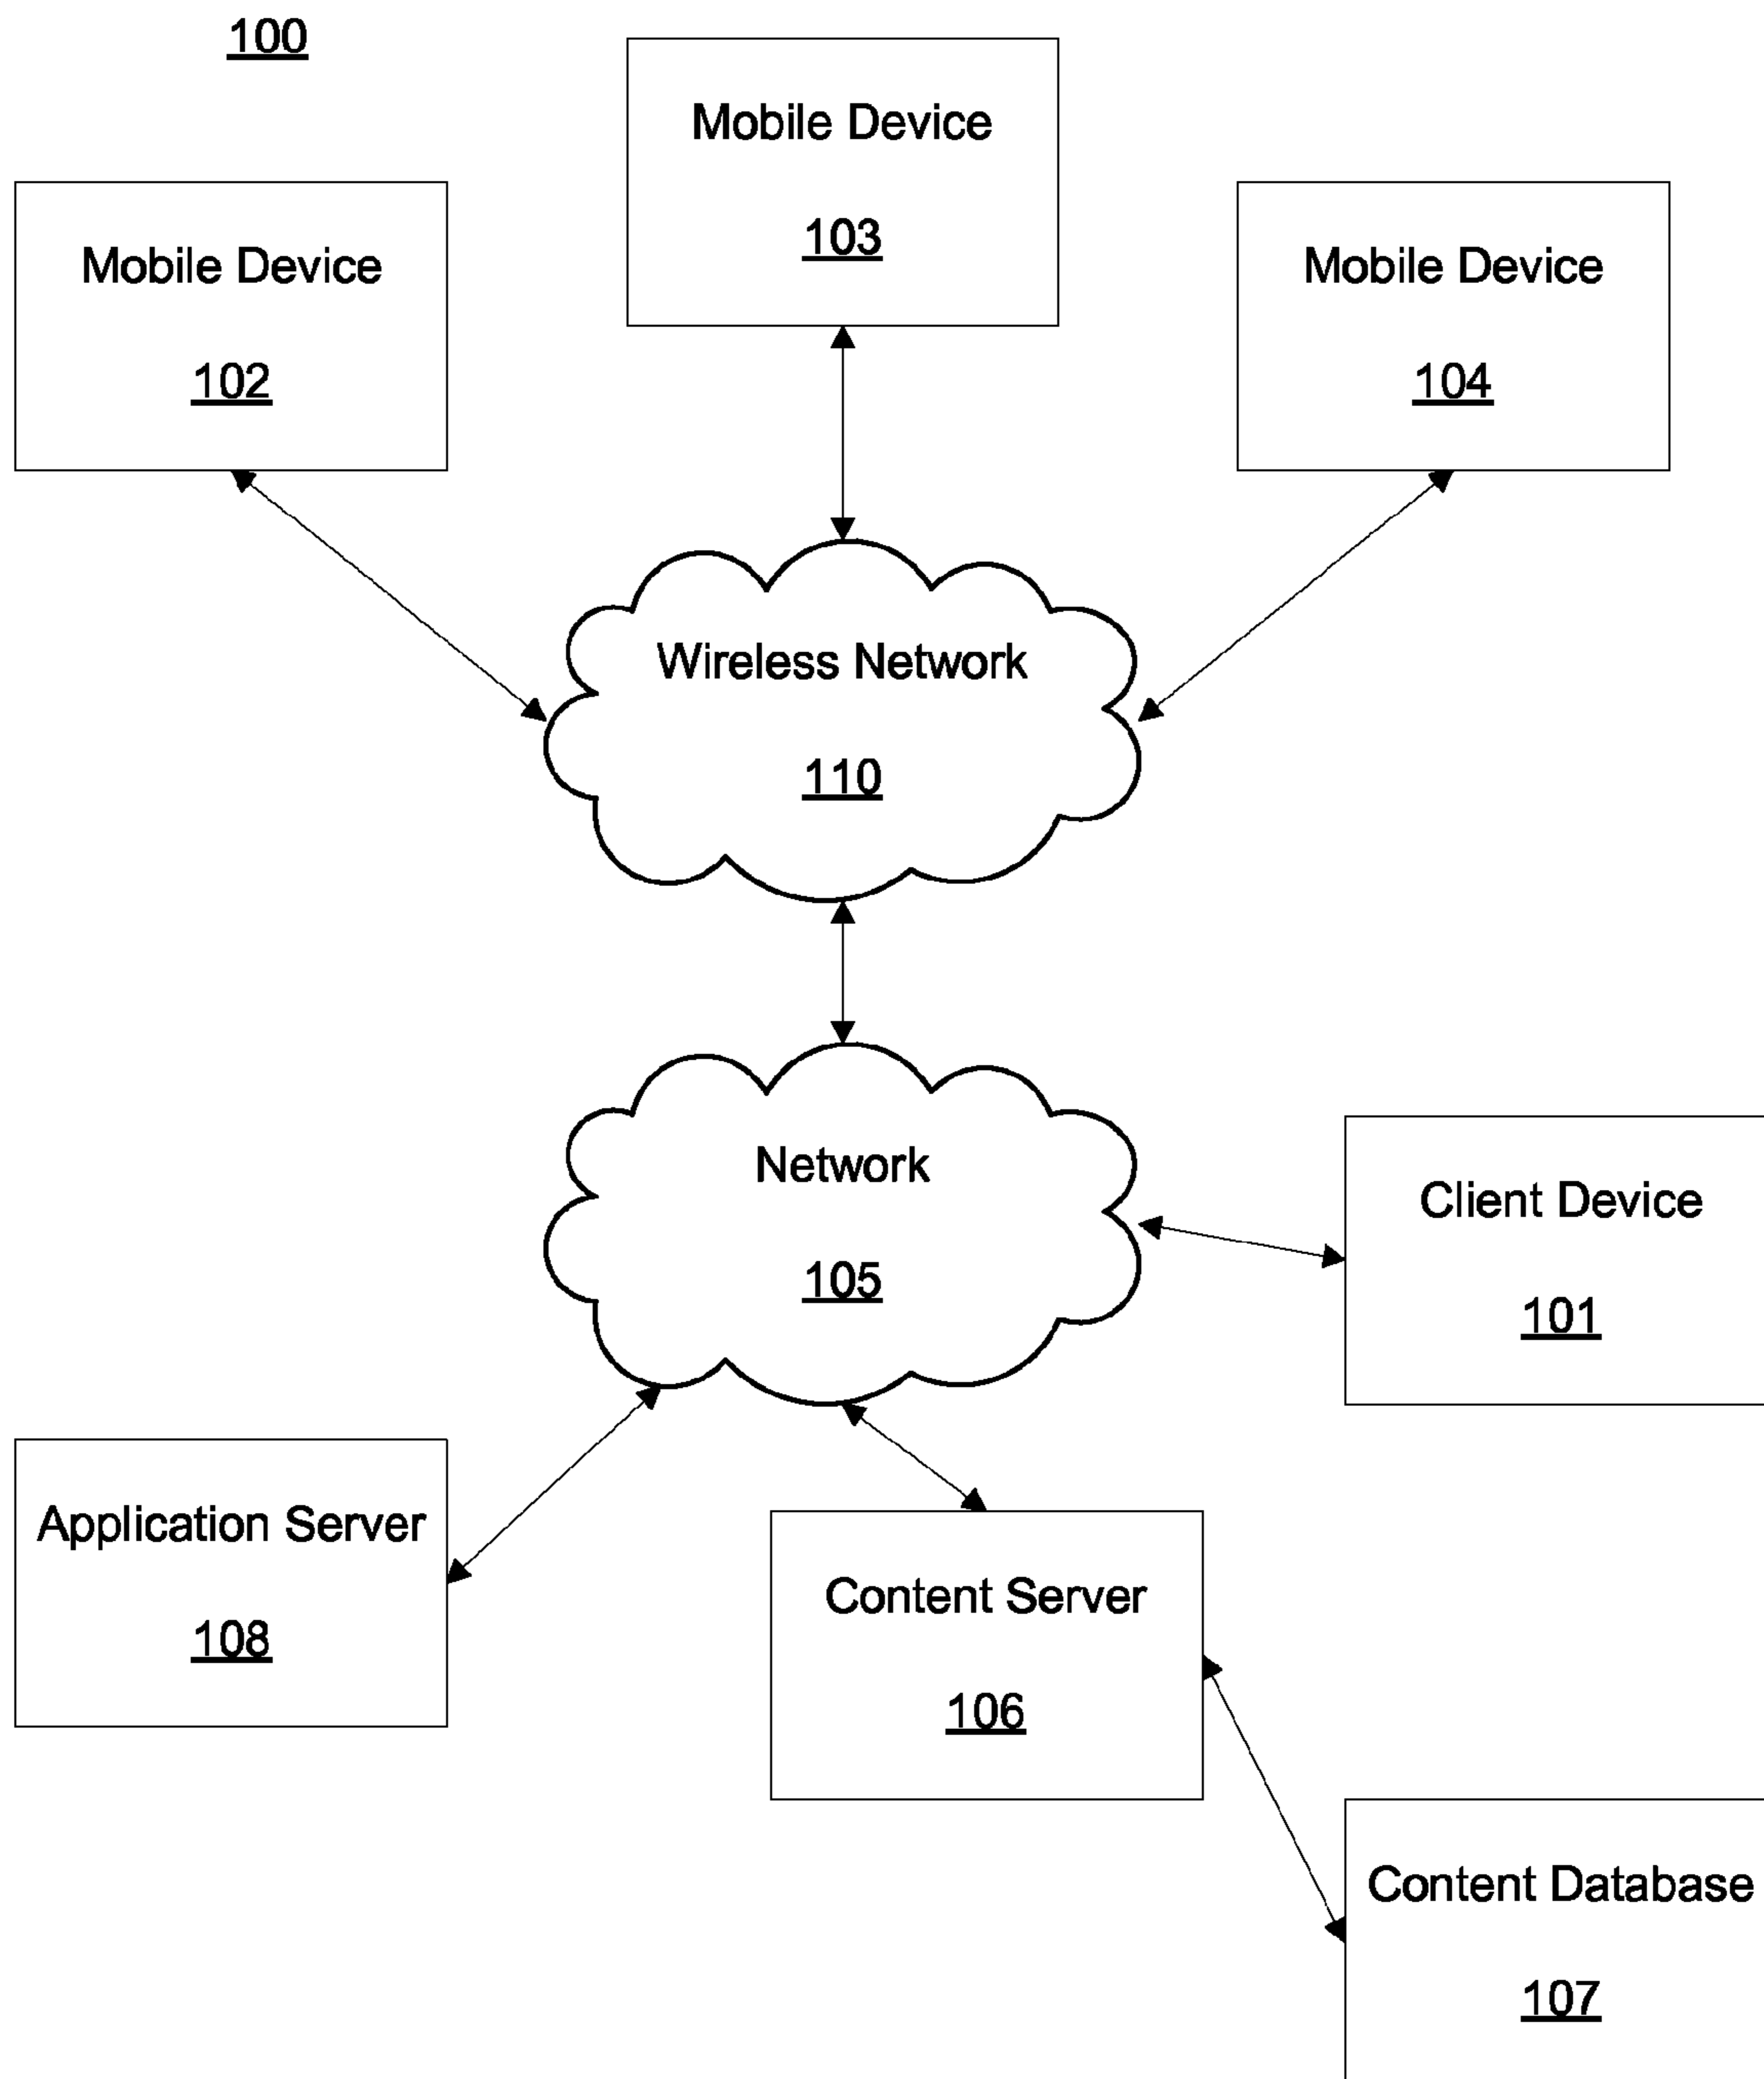 100
Mobile Device
103
Mobile Device
102
Mobile Device
104
Wireless Network
110
Network
105
Client Device
101
Application Server
108
Content Server
106
Content Database
107